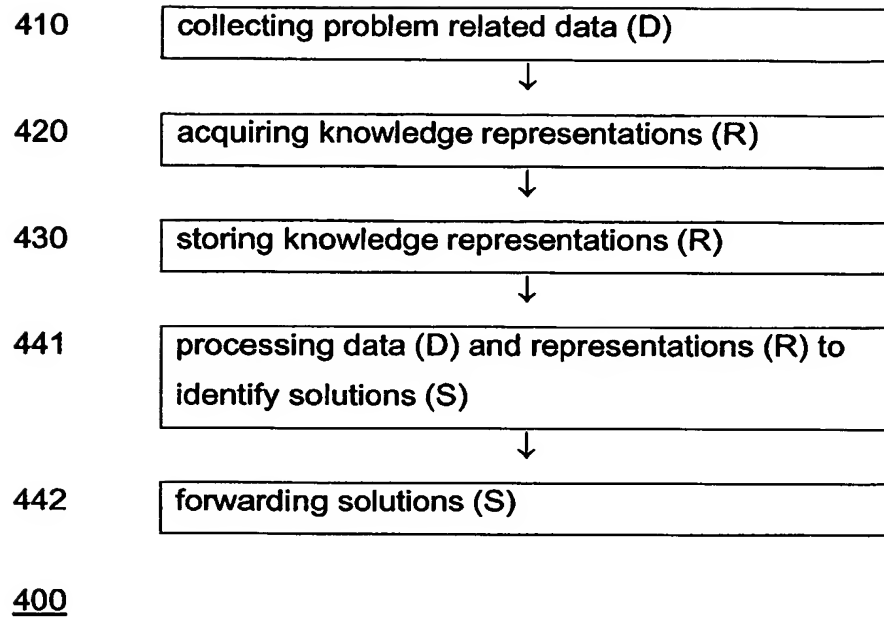 410 collecting problem related data (D)
↓
420 acquiring knowledge representations (R)
↓
430 storing knowledge representations (R)
↓
441 processing data (D) and representations (R) to
identify solutions (S)
↓
442 forwarding solutions (S)
400